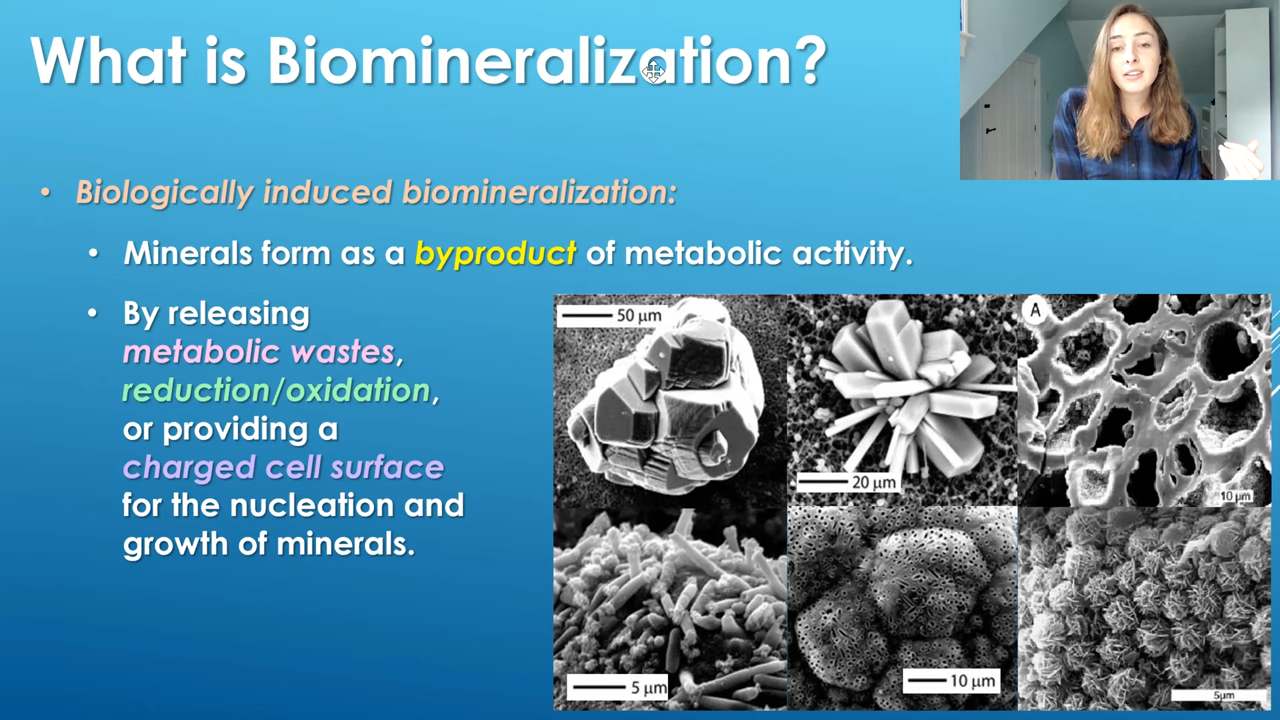 What is Biomineralization?
• Biologically induced biomineralization:
• Minerals form as a byproduct of metabolic activity.
• By releasing
metabolic wastes,
reduction/oxidation,
or providing a
charged cell surface
for the nucleation and
growth of minerals.
50 μm
20 μm
A
10 μm
5 μm
10 μm
5μm